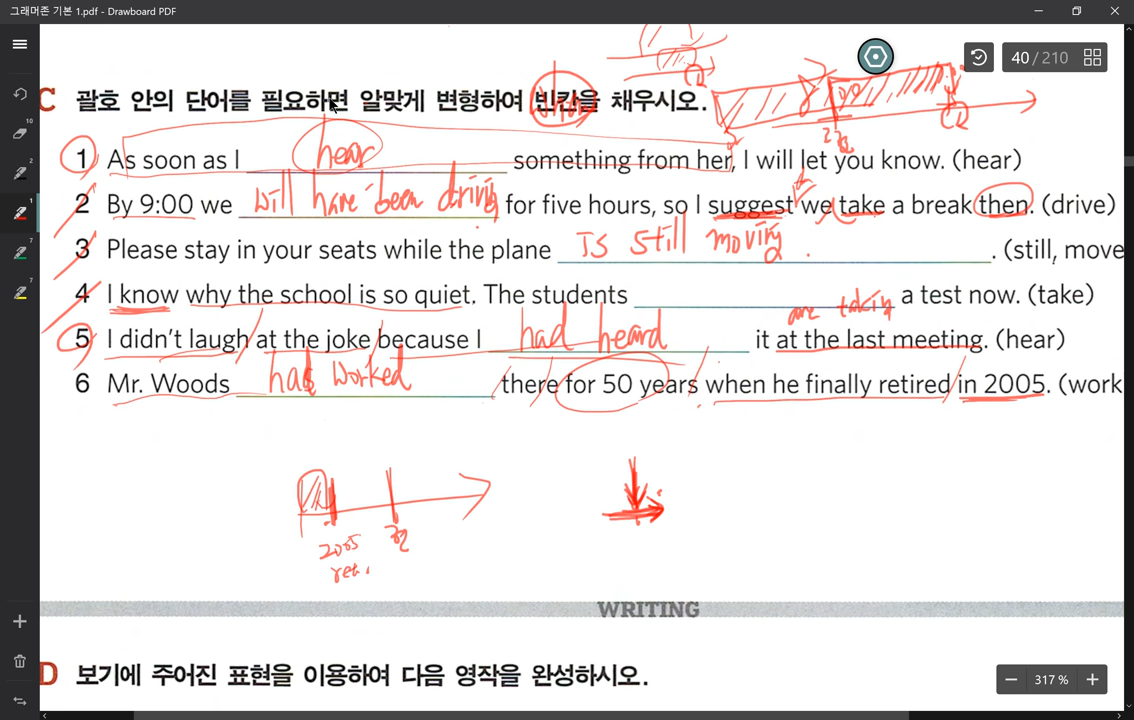 그래머존 기본 1.pdf - Drawboard PDF
40 / 210
C 괄호 안의 단어를 필요하면 알맞게 변형하여 빈칸을 채우시오.
1 As soon as I hear something from her, I will let you know. (hear)
2 By 9:00 we will have been driving for five hours, so I suggest we take a break then. (drive)
3 Please stay in your seats while the plane is still moving. (still, move
4 I know why the school is so quiet. The students are taking a test now. (take)
5 I didn't laugh at the joke because I had heard it at the last meeting. (hear)
6 Mr. Woods worked there for 50 years when he finally retired in 2005. (work
2005
WRITING
D 보기에 주어진 표현을 이용하여 다음 영작을 완성하시오.
317 %
10
2
2
1
7
7